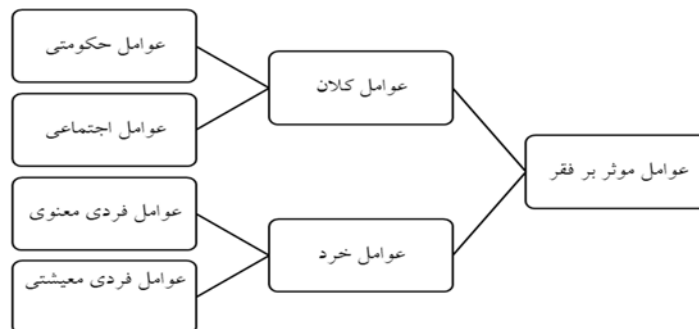 عوامل موثر بر فقر
عوامل کلان
عوامل حکومتی
عوامل اجتماعی
عوامل خرد
عوامل فردی معنوی
عوامل فردی معیشتی